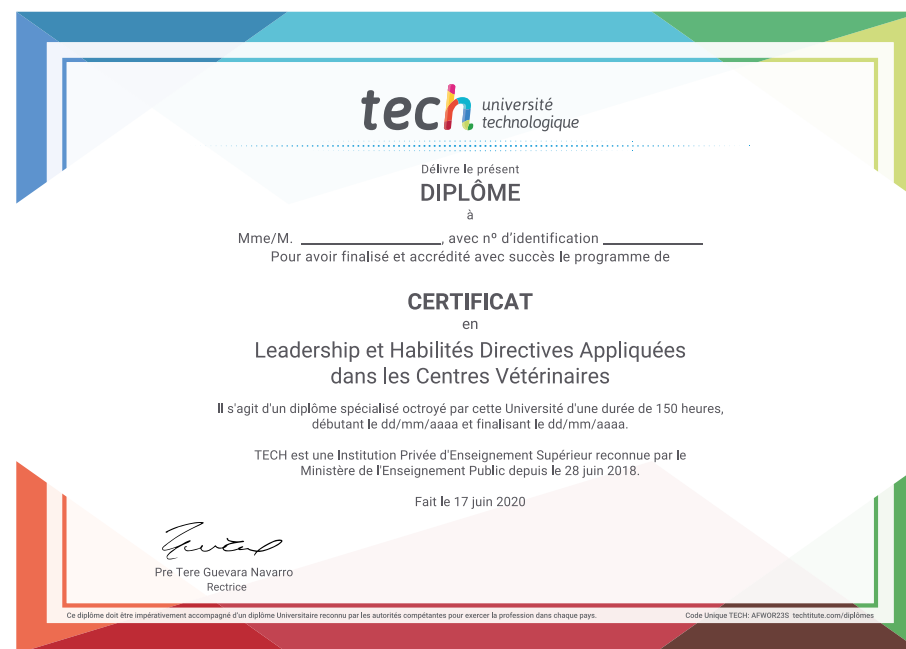 tech université
technologique
Délivre le présent
DIPLÔME
à
Mme/M. ____________________, avec nº d'identification ______________
Pour avoir finalisé et accrédité avec succès le programme de
CERTIFICAT
en
Leadership et Habilités Directives Appliquées
dans les Centres Vétérinaires
Il s'agit d'un diplôme spécialisé octroyé par cette Université d'une durée de 150 heures,
débutant le dd/mm/aaaa et finalisant le dd/mm/aaaa.
TECH est une Institution Privée d'Enseignement Supérieur reconnue par le
Ministère de l'Enseignement Public depuis le 28 juin 2018.
Fait le 17 juin 2020
Pre Tere Guevara Navarro
Rectrice
Ce diplôme doit être impérativement accompagné d'un diplôme Universitaire reconnu par les autorités compétantes pour exercer la profession dans chaque pays.
Code Unique TECH: AFWOR23S techtitute.com/diplômes